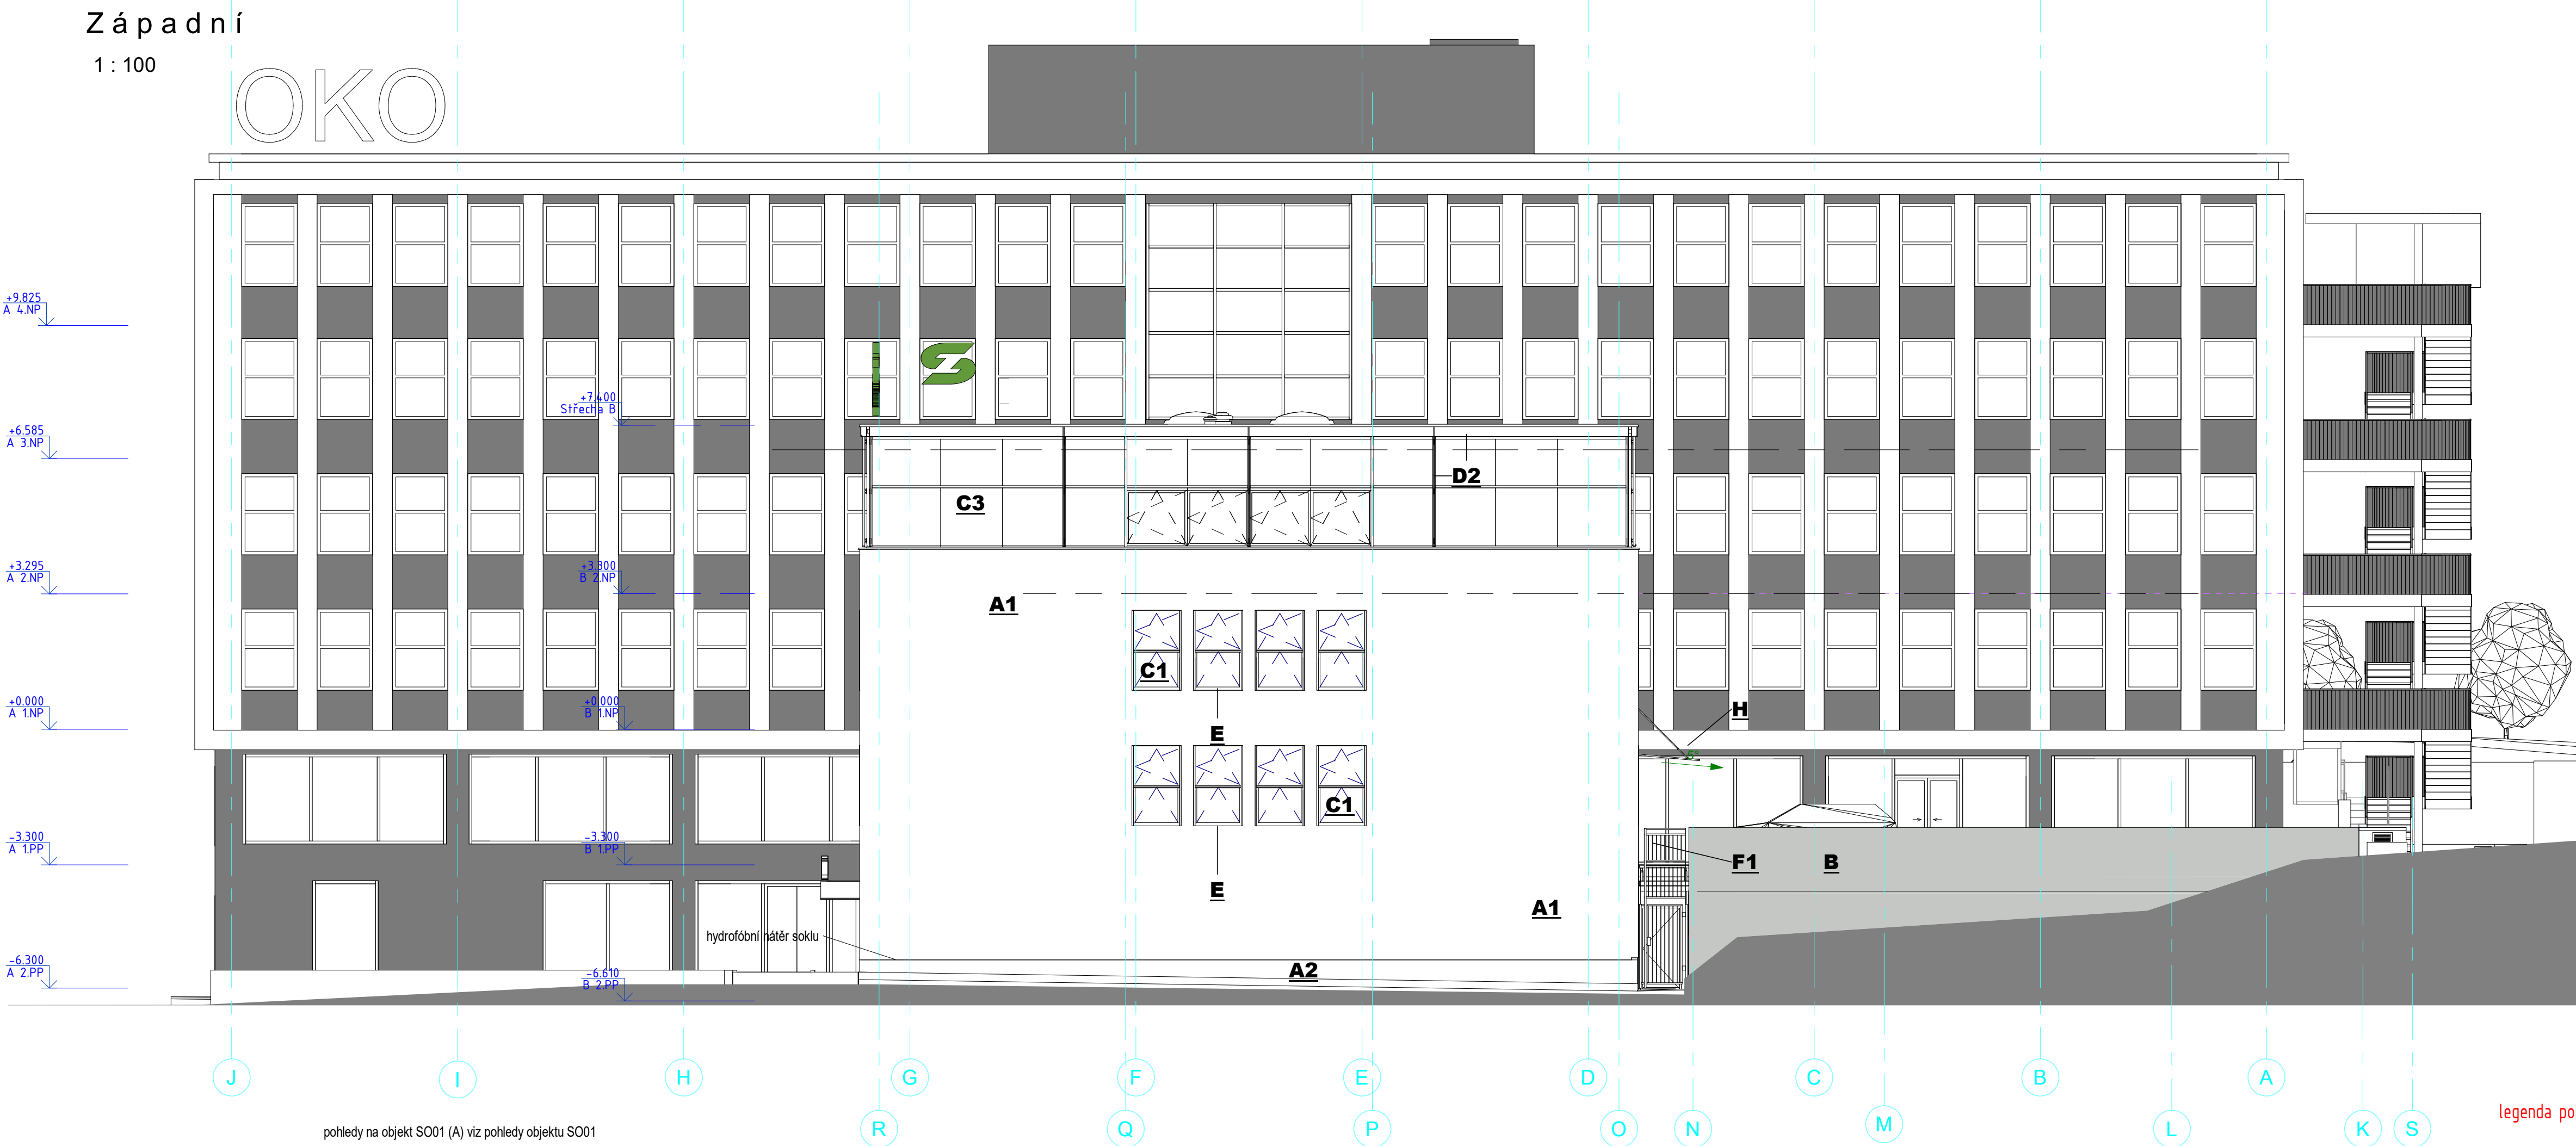 Západní
1 : 100
OKO
+9.825
A 4.NP
+7.400
Střecha B
+6.585
A 3.NP
D2
C3
+3.295
A 2.NP
+3.300
B 2.NP
A1
C1
+0.000
A 1.NP
+0.000
B 1.NP
H
E
5°
C1
-3.300
A 1.PP
-3.300
B 1.PP
F1
B
E
A1
hydrofóbní nátěr soklu
-6.300
A 2.PP
-6.610
B 2.PP
A2
J
I
H
G
F
E
D
C
B
A
R
Q
P
O
N
M
L
K
S
legenda po
pohledy na objekt SO01 (A) viz pohledy objektu SO01